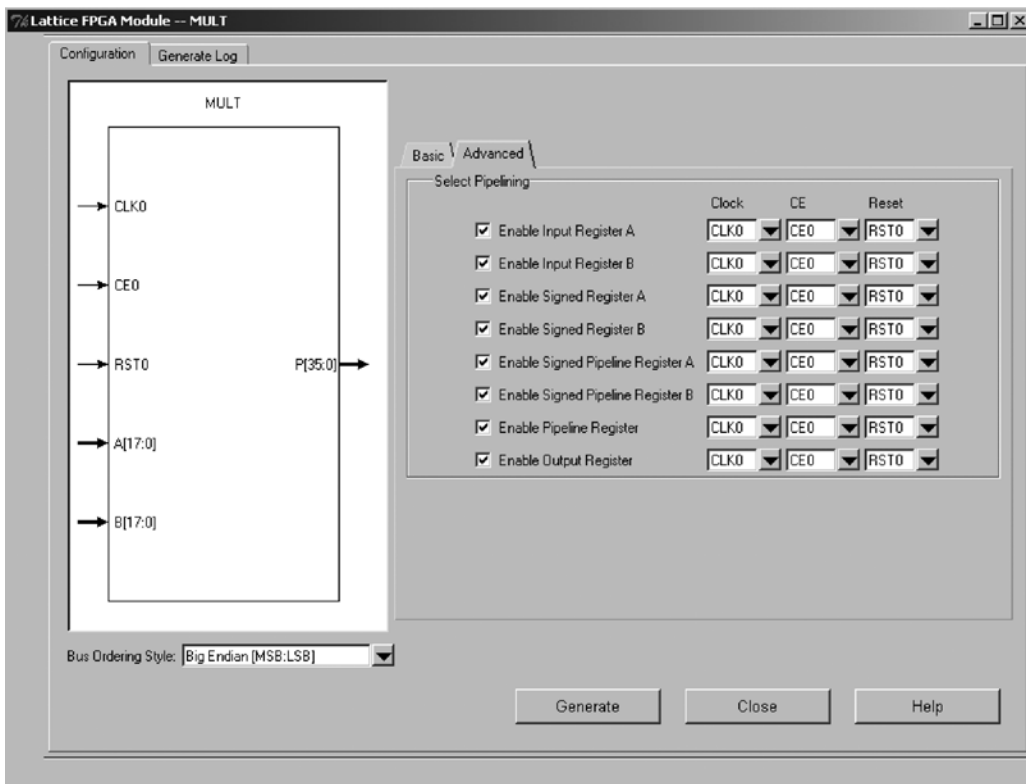 Lattice FPGA Module -- MULT
Configuration
Generate Log
MULT
CLK0
CE0
RST0
P[35:0]
A[17:0]
B[17:0]
Bus Ordering Style: Big Endian [MSB:LSB]
Basic
Advanced
Select Pipelining
Clock CE Reset
Enable Input Register A CLK0 CE0 RST0
Enable Input Register B CLK0 CE0 RST0
Enable Signed Register A CLK0 CE0 RST0
Enable Signed Register B CLK0 CE0 RST0
Enable Signed Pipeline Register A CLK0 CE0 RST0
Enable Signed Pipeline Register B CLK0 CE0 RST0
Enable Pipeline Register CLK0 CE0 RST0
Enable Output Register CLK0 CE0 RST0
Generate Close Help